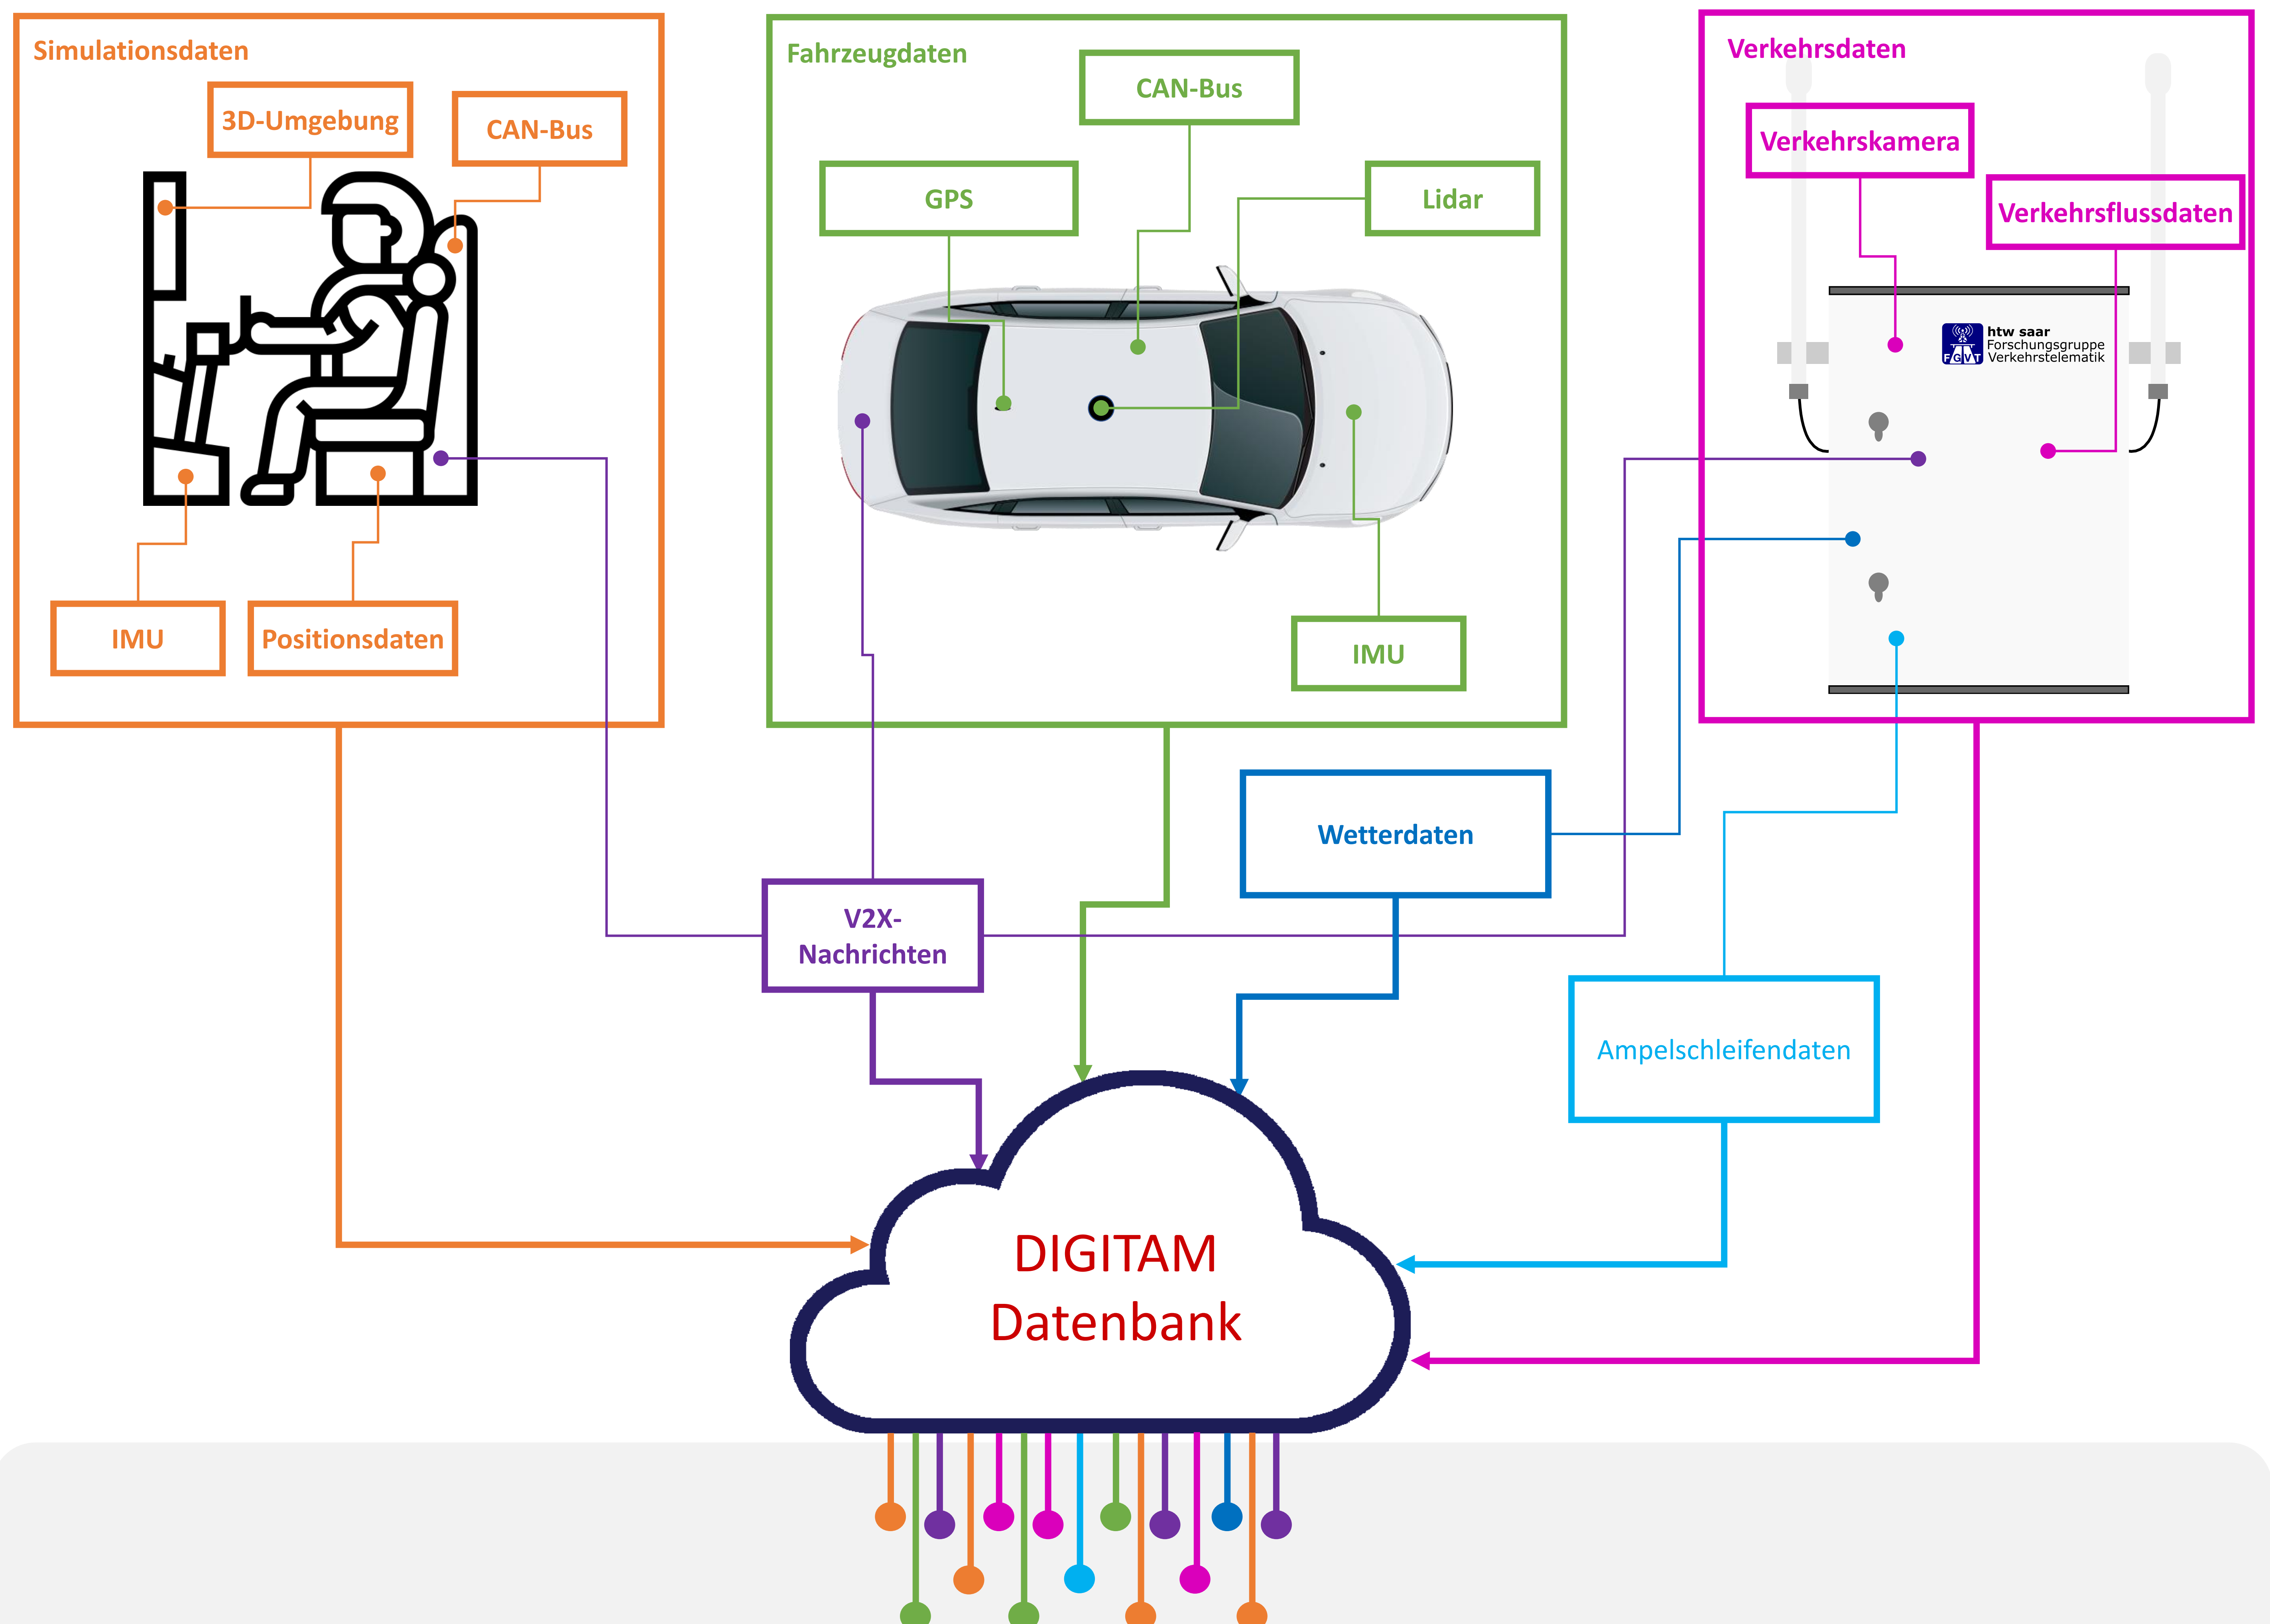 Simulationsdaten
3D-Umgebung
CAN-Bus
IMU
Positionsdaten
Fahrzeugdaten
CAN-Bus
GPS
Lidar
IMU
Verkehrsdaten
Verkehrskamera
Verkehrsflussdaten
FGVT
htw saar
Forschungsgruppe
Verkehrstelematik
Wetterdaten
V2X-
Nachrichten
Ampelschleifendaten
DIGITAM
Datenbank